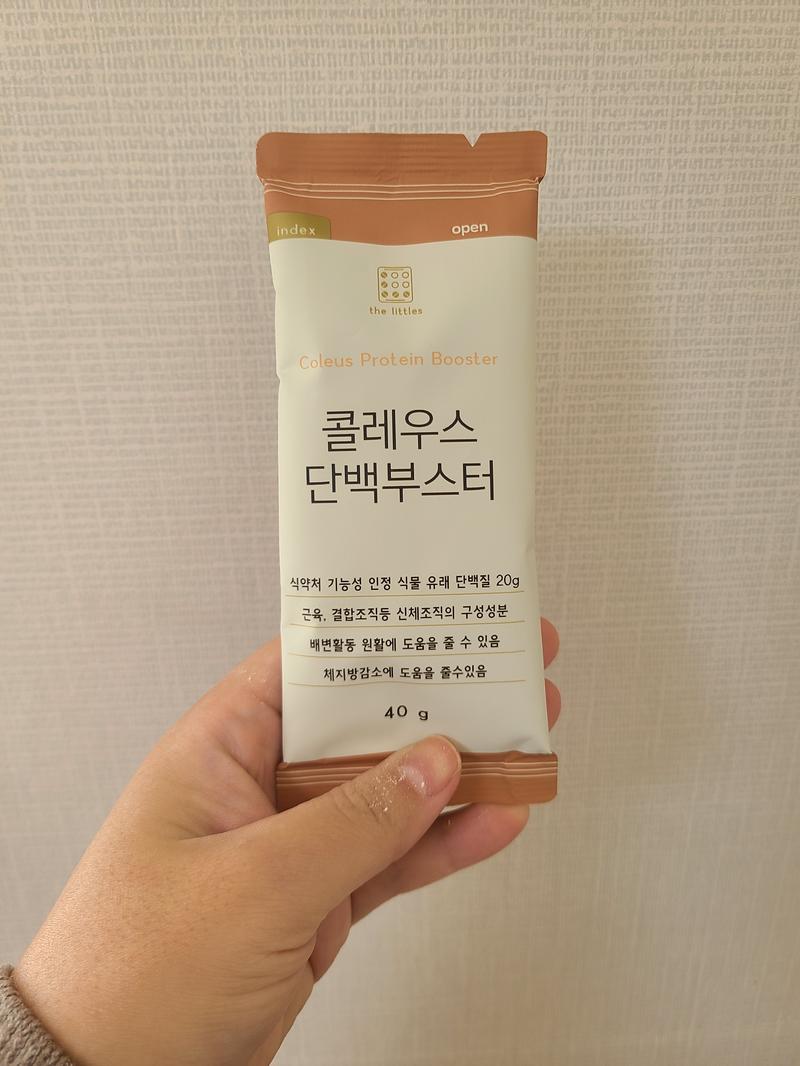 index
open
the littles
Coleus Protein Booster
콜레우스
단백부스터
식약처 기능성 인정 식물 유래 단백질 20g
근육, 결합조직등 신체조직의 구성성분
배변활동 원활에 도움을 줄 수 있음
체지방감소에 도움을 줄수있음
40 g